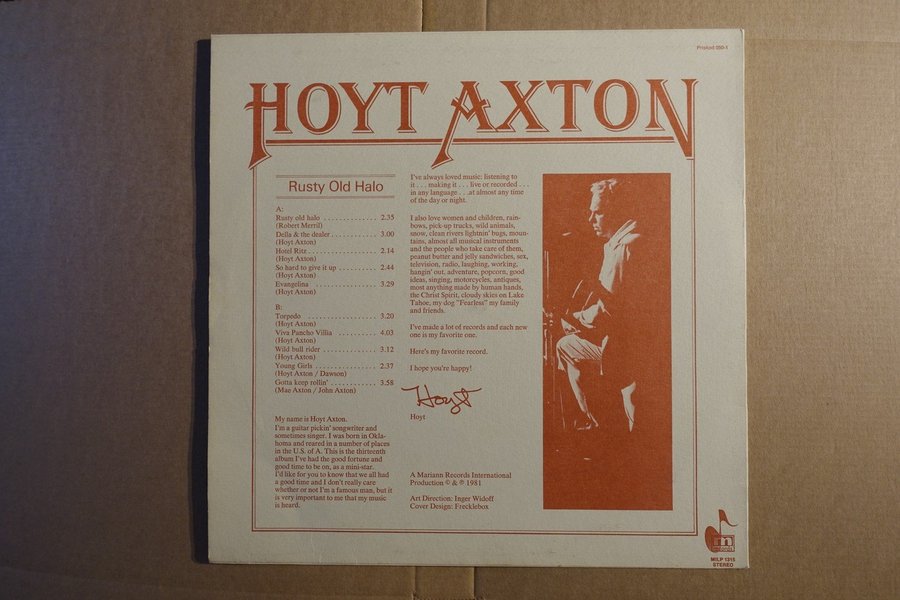 Priskod 050-1
HOYT AXTON
Rusty Old Halo
A:
Rusty old halo . . . . . . . . . . . . . . 2.35
(Robert Merril)
Della & the dealer . . . . . . . . . . . . 3.00
(Hoyt Axton)
Hotel Ritz . . . . . . . . . . . . . . . . . 2.14
(Hoyt Axton)
So hard to give it up . . . . . . . . . . 2.44
(Hoyt Axton)
Evangelina . . . . . . . . . . . . . . . . 3.29
(Hoyt Axton)
B:
Torpedo . . . . . . . . . . . . . . . . . . 3.20
(Hoyt Axton)
Viva Pancho Villia . . . . . . . . . . 4.03
(Hoyt Axton)
Wild bull rider . . . . . . . . . . . . . . 3.12
(Hoyt Axton)
Young Girls . . . . . . . . . . . . . . . 2.37
(Hoyt Axton / Dawson)
Gotta keep rollin' . . . . . . . . . . . . 3.58
(Mae Axton / John Axton)
My name is Hoyt Axton.
I'm a guitar pickin' songwriter and
sometimes singer. I was born in Okla-
homa and reared in a number of places
in the U.S. of A. This is the thirteenth
album I've had the good fortune and
good time to be on, as a mini-star.
I'd like for you to know that we all had
a good time and I don't really care
whether or not I'm a famous man, but it
is very important to me that my music
is heard.
I've always loved music: listening to
it . . . making it . . . live or recorded . . .
in any language . . .at almost any time
of the day or night.
I also love women and children, rain-
bows, pick-up trucks, wild animals,
snow, clean rivers lightnin' bugs, moun-
tains, almost all musical instruments
and the people who take care of them,
peanut butter and jelly sandwiches, sex,
television, radio, laughing, working,
hangin' out, adventure, popcorn, good
ideas, singing, motorcycles, antiques,
most anything made by human hands,
the Christ Spirit, cloudy skies on Lake
Tahoe, my dog "Fearless" my family
and friends.
I've made a lot of records and each new
one is my favorite one.
Here's my favorite record.
I hope you're happy!
Hoyt
Hoyt
A Mariann Records International
Production © & ℗ 1981
Art Direction: Inger Widoff
Cover Design: Frecklebox
m
records
MILP 1315
STEREO